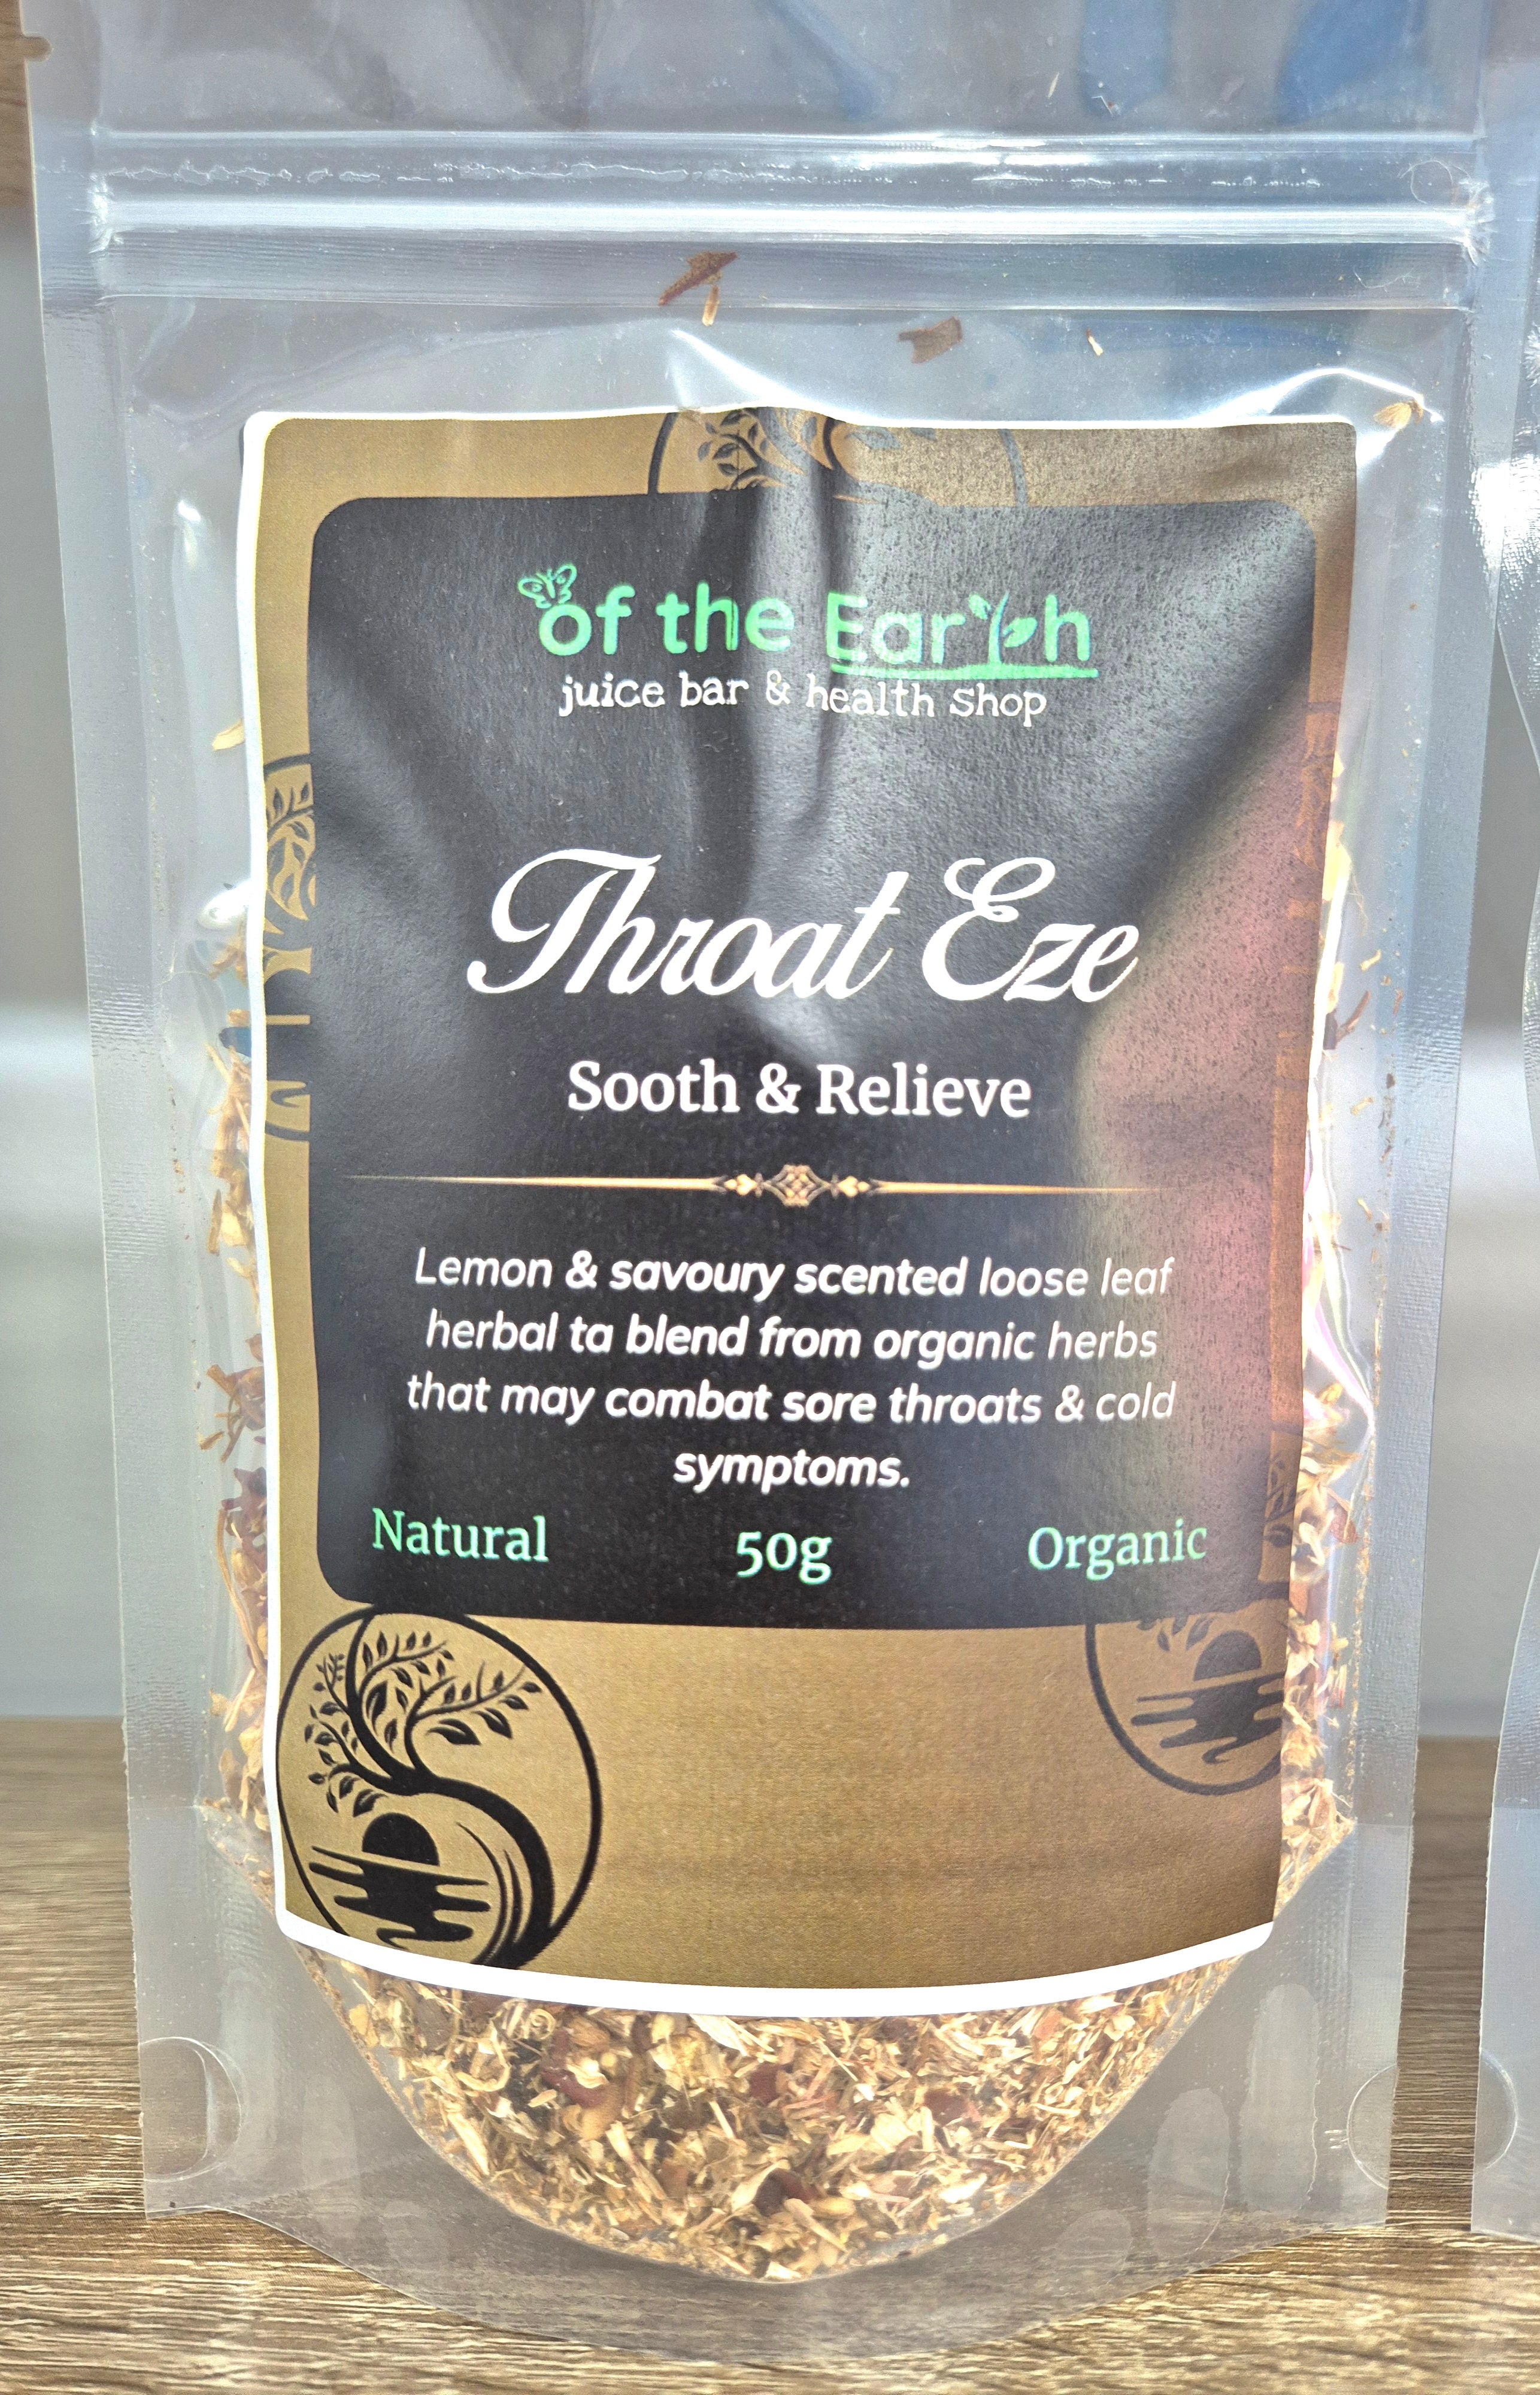 of the Earth
juice bar & health shop
Throat Eze
Sooth & Relieve
Lemon & savoury scented loose leaf
herbal ta blend from organic herbs
that may combat sore throats & cold
symptoms.
Natural 50g Organic